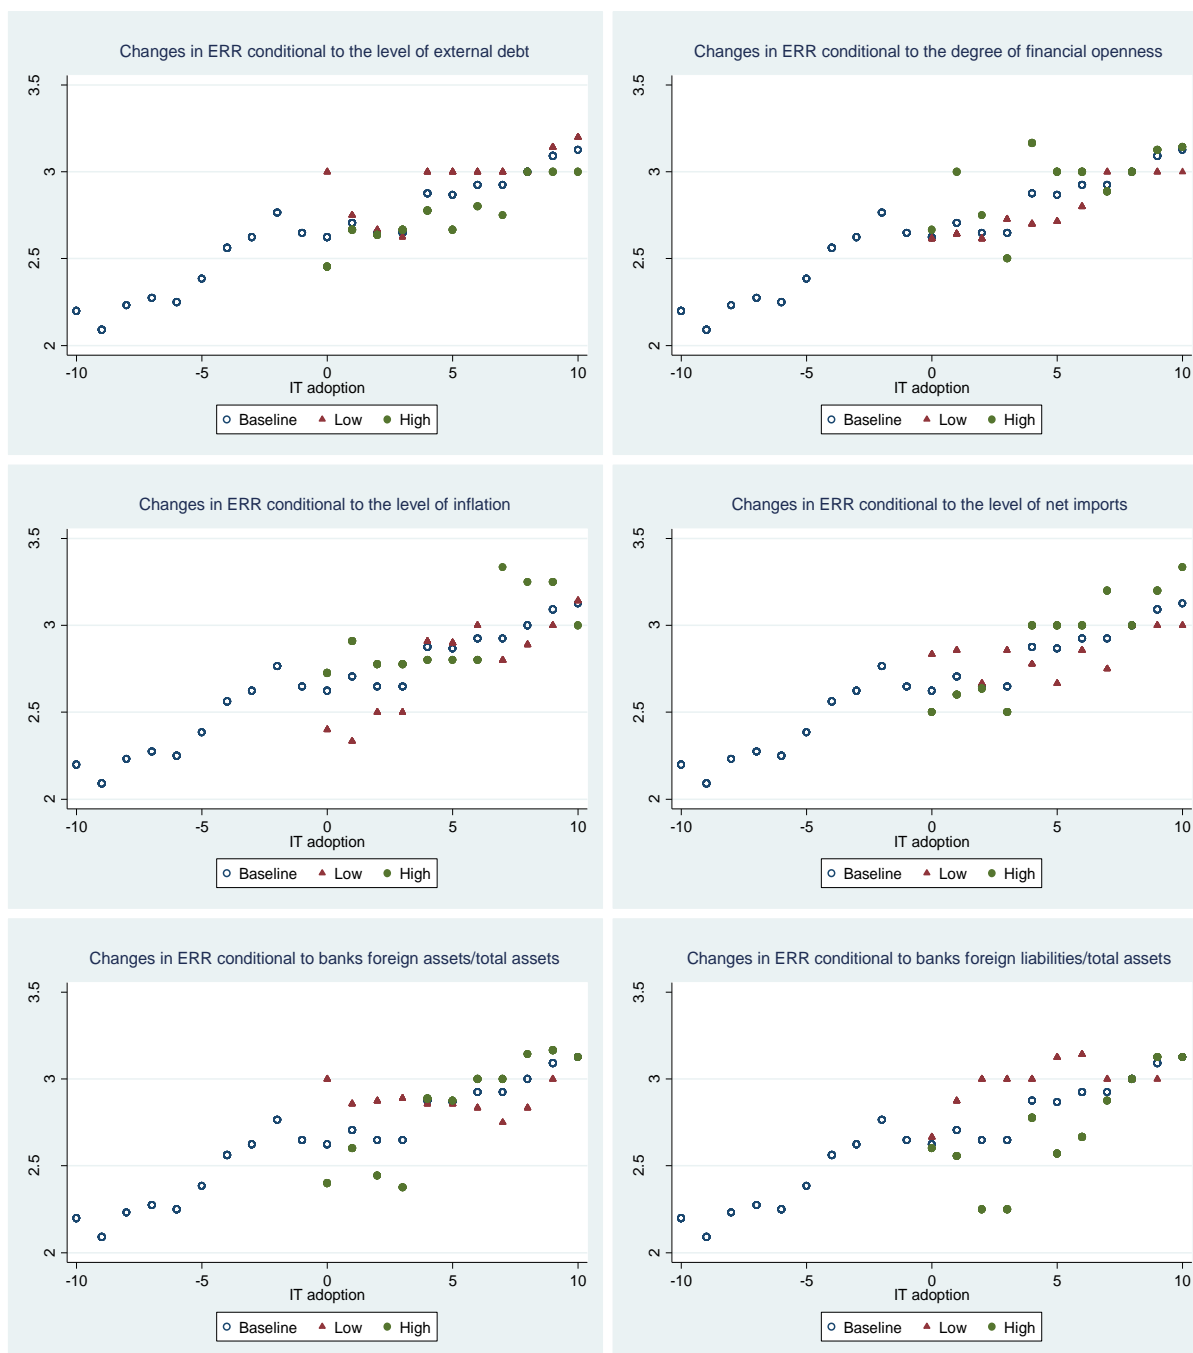 Changes in ERR conditional to the level of external debt
3.5
3
2.5
2
-10 -5 0 5 10
IT adoption
Baseline Low High
Changes in ERR conditional to the degree of financial openness
3.5
3
2.5
2
-10 -5 0 5 10
IT adoption
Baseline Low High
Changes in ERR conditional to the level of inflation
3.5
3
2.5
2
-10 -5 0 5 10
IT adoption
Baseline Low High
Changes in ERR conditional to the level of net imports
3.5
3
2.5
2
-10 -5 0 5 10
IT adoption
Baseline Low High
Changes in ERR conditional to banks foreign assets/total assets
3.5
3
2.5
2
-10 -5 0 5 10
IT adoption
Baseline Low High
Changes in ERR conditional to banks foreign liabilities/total assets
3.5
3
2.5
2
-10 -5 0 5 10
IT adoption
Baseline Low High